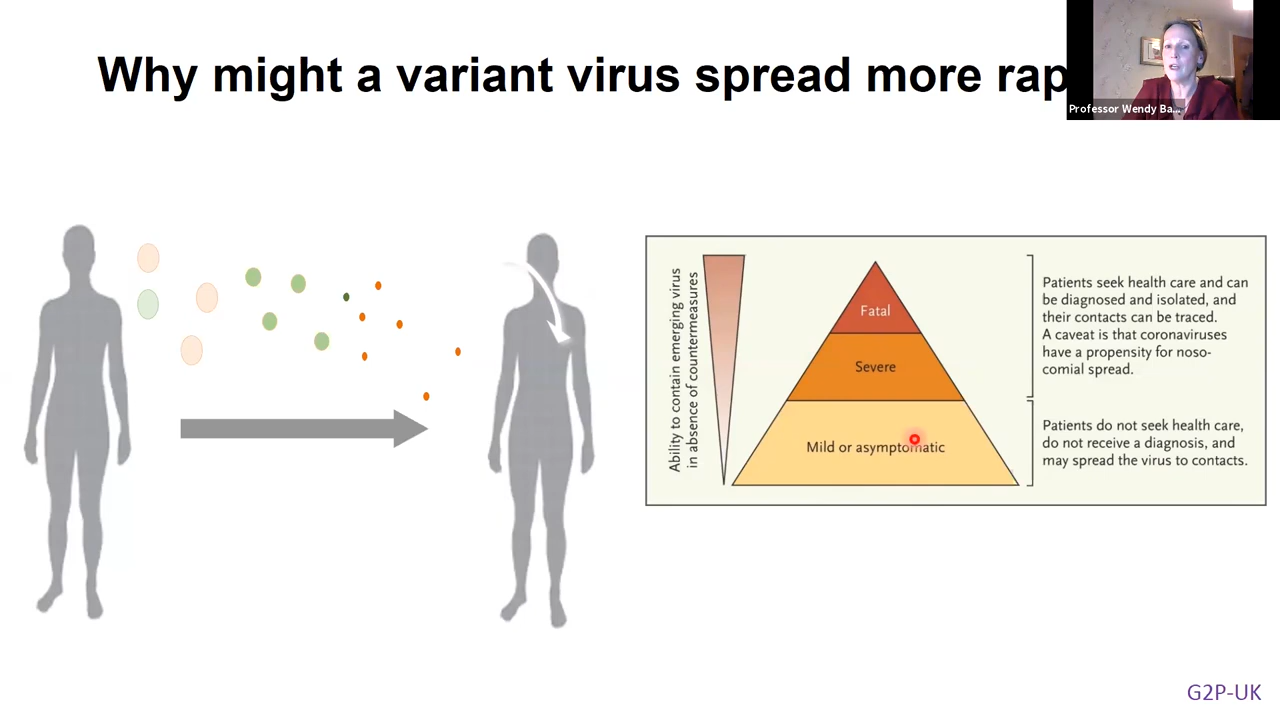 Why might a variant virus spread more rap
Professor Wendy Ba...
Ability to contain emerging virus
in absence of countermeasures
Fatal
Severe
Mild or asymptomatic
Patients seek health care and can
be diagnosed and isolated, and
their contacts can be traced.
A caveat is that coronaviruses
have a propensity for noso-
comial spread.
Patients do not seek health care,
do not receive a diagnosis, and
may spread the virus to contacts.
G2P-UK